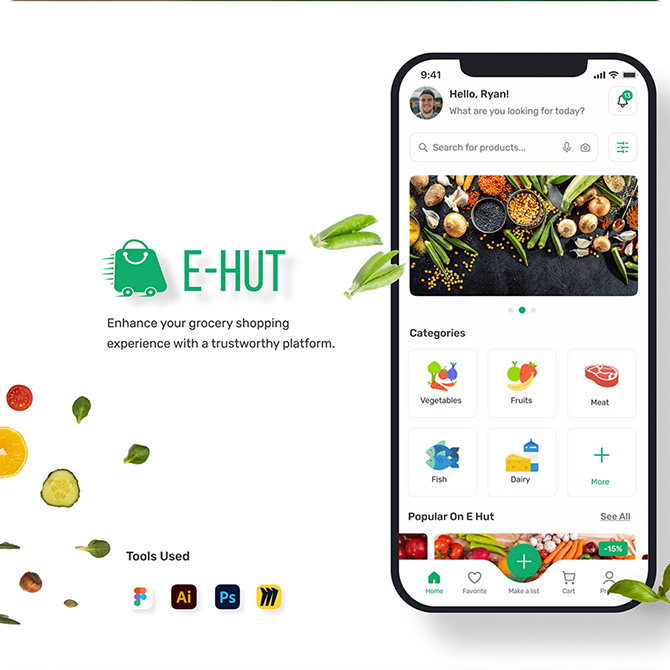 9:41
Hello, Ryan!
What are you looking for today?
13
Search for products...
E-HUT
Enhance your grocery shopping
experience with a trustworthy platform.
Categories
Vegetables
Fruits
Meat
Fish
Dairy
More
Popular On E Hut
See All
-15%
Home
Favorite
Make a list
Cart
Tools Used
Ai
Ps